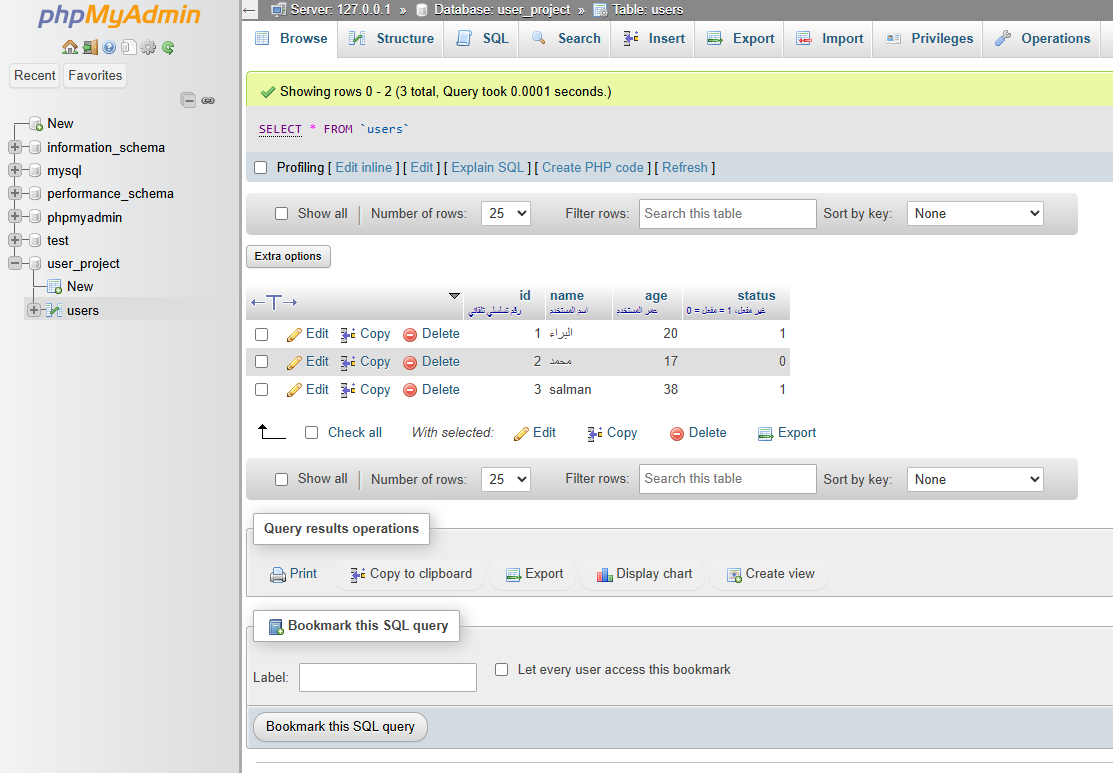 phpMyAdmin
Recent Favorites
New
information_schema
mysql
performance_schema
phpmyadmin
test
user_project
New
users
Server: 127.0.0.1 » Database: user_project » Table: users
Browse Structure SQL Search Insert Export Import Privileges Operations
Showing rows 0 - 2 (3 total, Query took 0.0001 seconds.)
SELECT * FROM `users`
Profiling [ Edit inline ] [ Edit ] [ Explain SQL ] [ Create PHP code ] [ Refresh ]
Show all Number of rows: 25 Filter rows: Search this table Sort by key: None
Extra options
←T→ id name age status
رقم تسلسلي تلقائي اسم المستخدم عمر المستخدم 0 = غير مفعل، 1 = مفعل
Edit Copy Delete 1 البراء 20 1
Edit Copy Delete 2 محمد 17 0
Edit Copy Delete 3 salman 38 1
Check all With selected: Edit Copy Delete Export
Show all Number of rows: 25 Filter rows: Search this table Sort by key: None
Query results operations
Print Copy to clipboard Export Display chart Create view
Bookmark this SQL query
Label: Let every user access this bookmark
Bookmark this SQL query